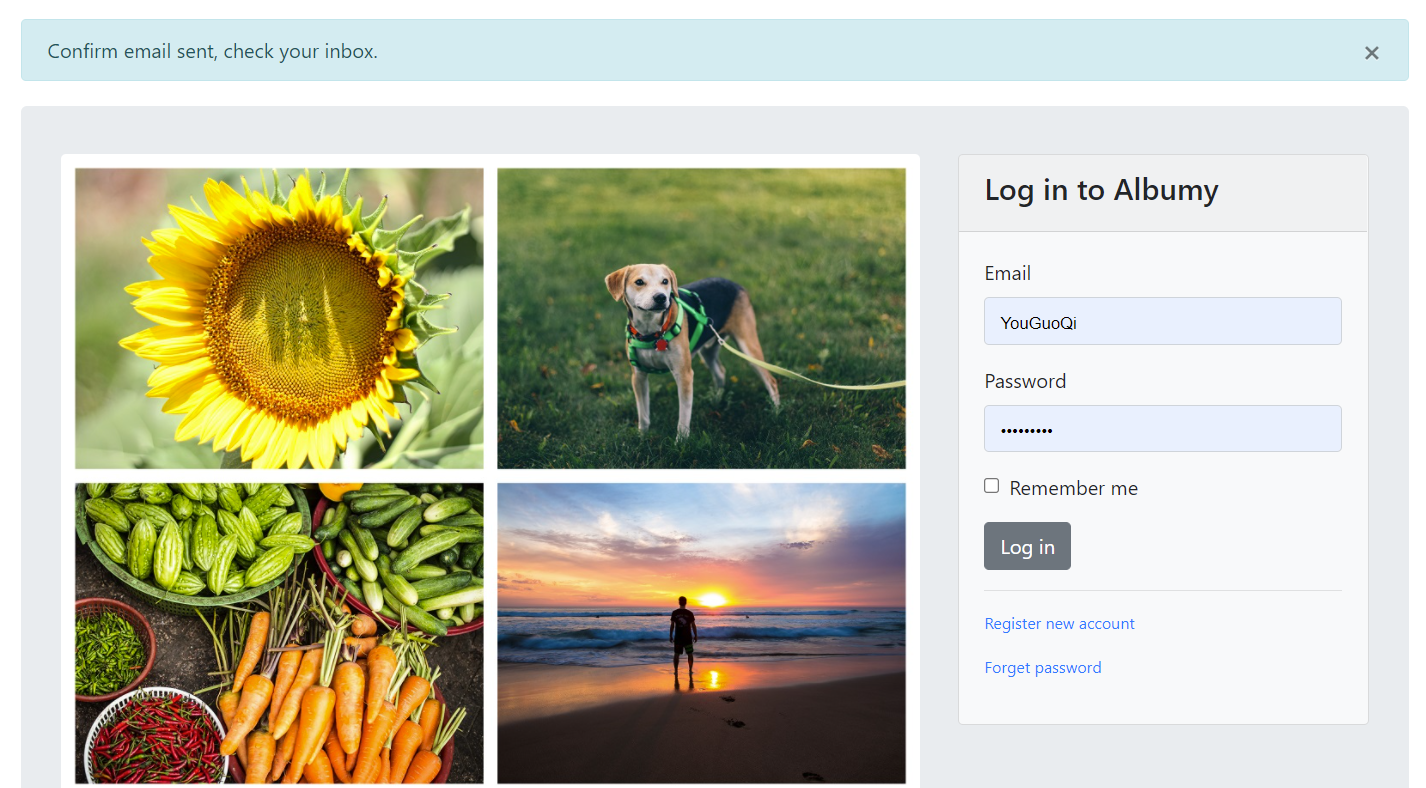 Confirm email sent, check your inbox.
×
Log in to Albumy
Email
YouGuoQi
Password
•••••••••
Remember me
Log in
Register new account
Forget password